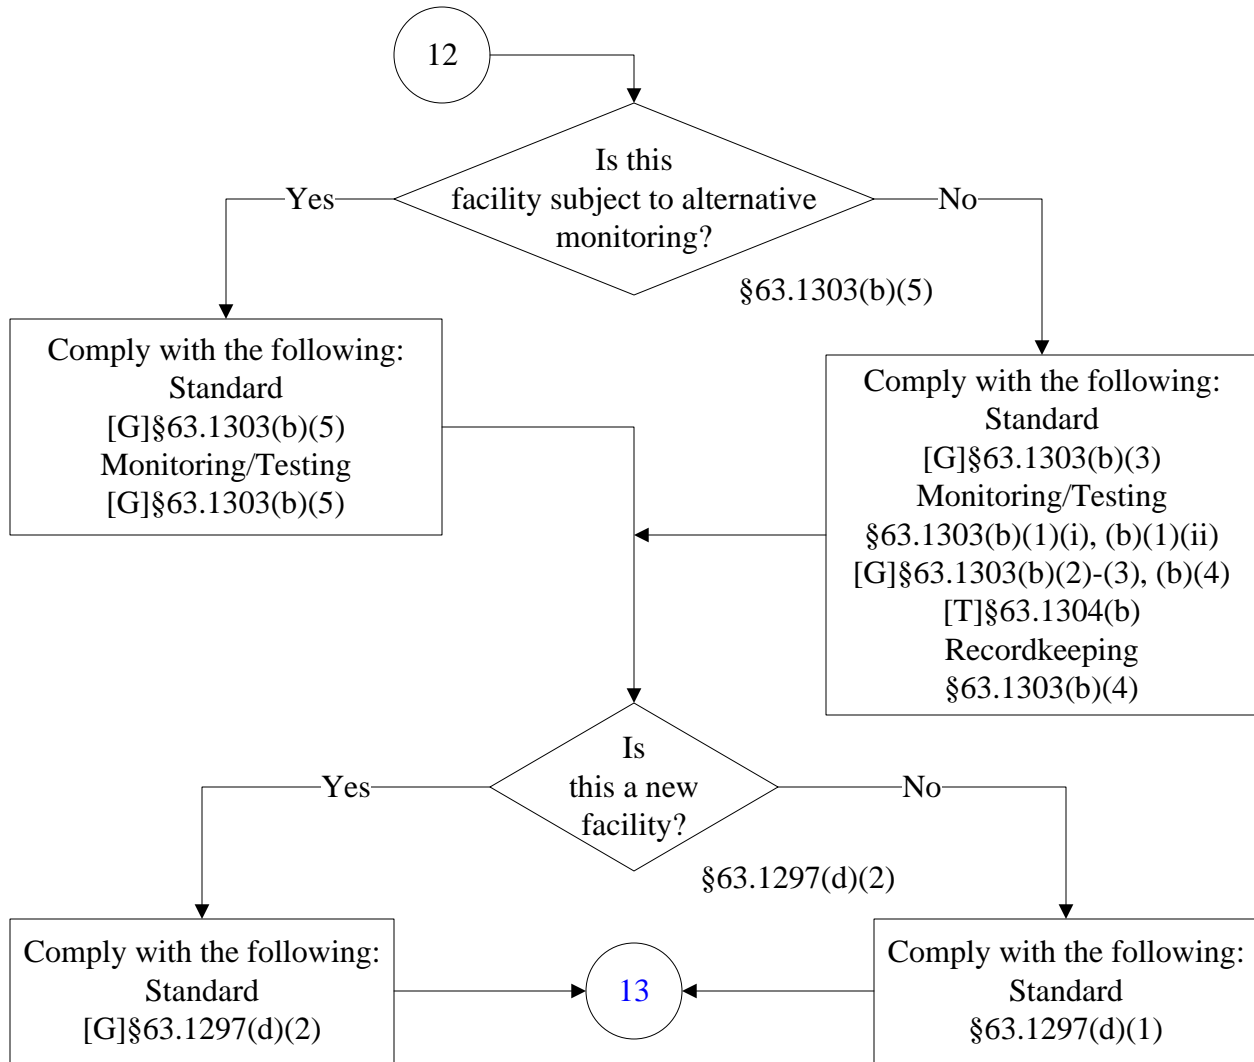 12
Is this
facility subject to alternative
monitoring?
Yes
No
§63.1303(b)(5)
Comply with the following:
Standard
[G]§63.1303(b)(5)
Monitoring/Testing
[G]§63.1303(b)(5)
Comply with the following:
Standard
[G]§63.1303(b)(3)
Monitoring/Testing
§63.1303(b)(1)(i), (b)(1)(ii)
[G]§63.1303(b)(2)-(3), (b)(4)
[T]§63.1304(b)
Recordkeeping
§63.1303(b)(4)
Is
this a new
facility?
Yes
No
§63.1297(d)(2)
Comply with the following:
Standard
[G]§63.1297(d)(2)
13
Comply with the following:
Standard
§63.1297(d)(1)